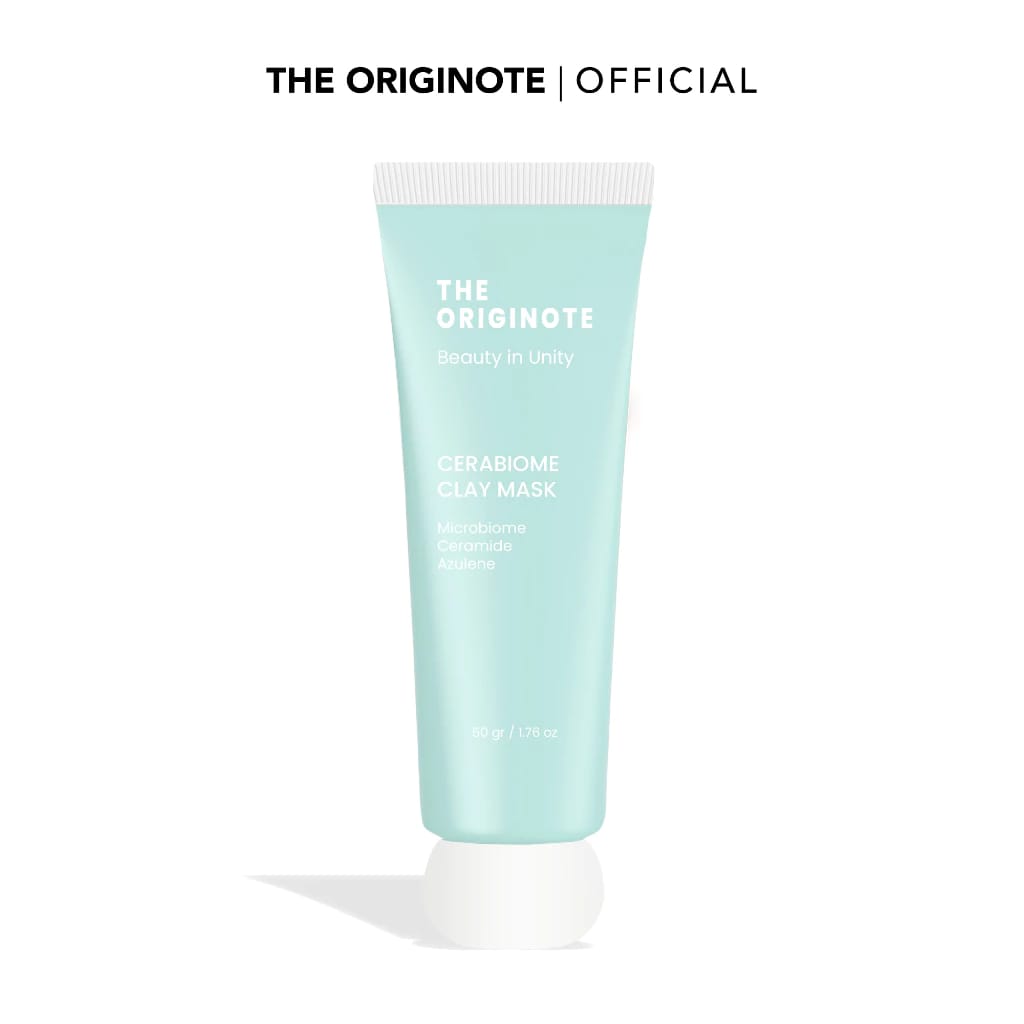 THE ORIGINOTE | OFFICIAL
THE
ORIGINOTE
Beauty in Unity
CERABIOME
CLAY MASK
Microbiome
Ceramide
Azulene
50 gr / 1.76 oz